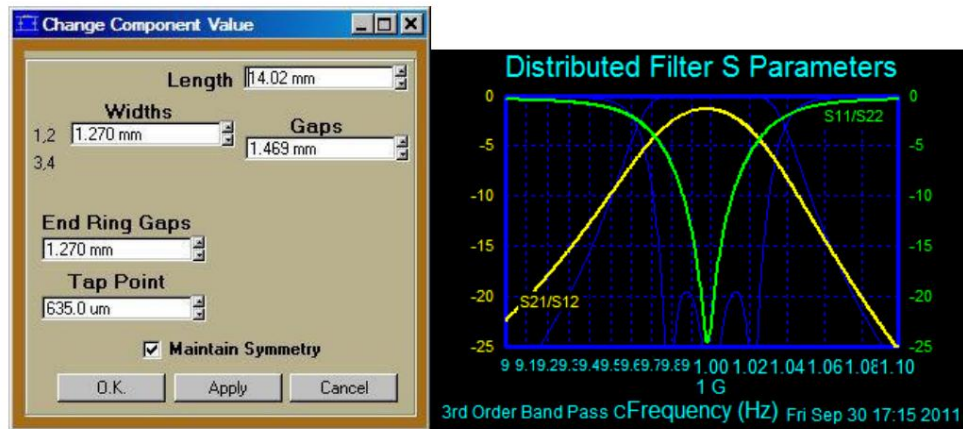 Change Component Value
Length 14.02 mm
Widths
1,2 1.270 mm
3,4
Gaps
1.469 mm
End Ring Gaps
1.270 mm
Tap Point
635.0 um
Maintain Symmetry
O.K. Apply Cancel
Distributed Filter S Parameters
0 0
S11/S22
-5 -5
-10 -10
-15 -15
-20 -20
S21/S12
-25 -25
1.00 1.02 1.04 1.06 1.10
1 G
3rd Order Band Pass Frequency (Hz) Fri Sep 30 17:15 2011